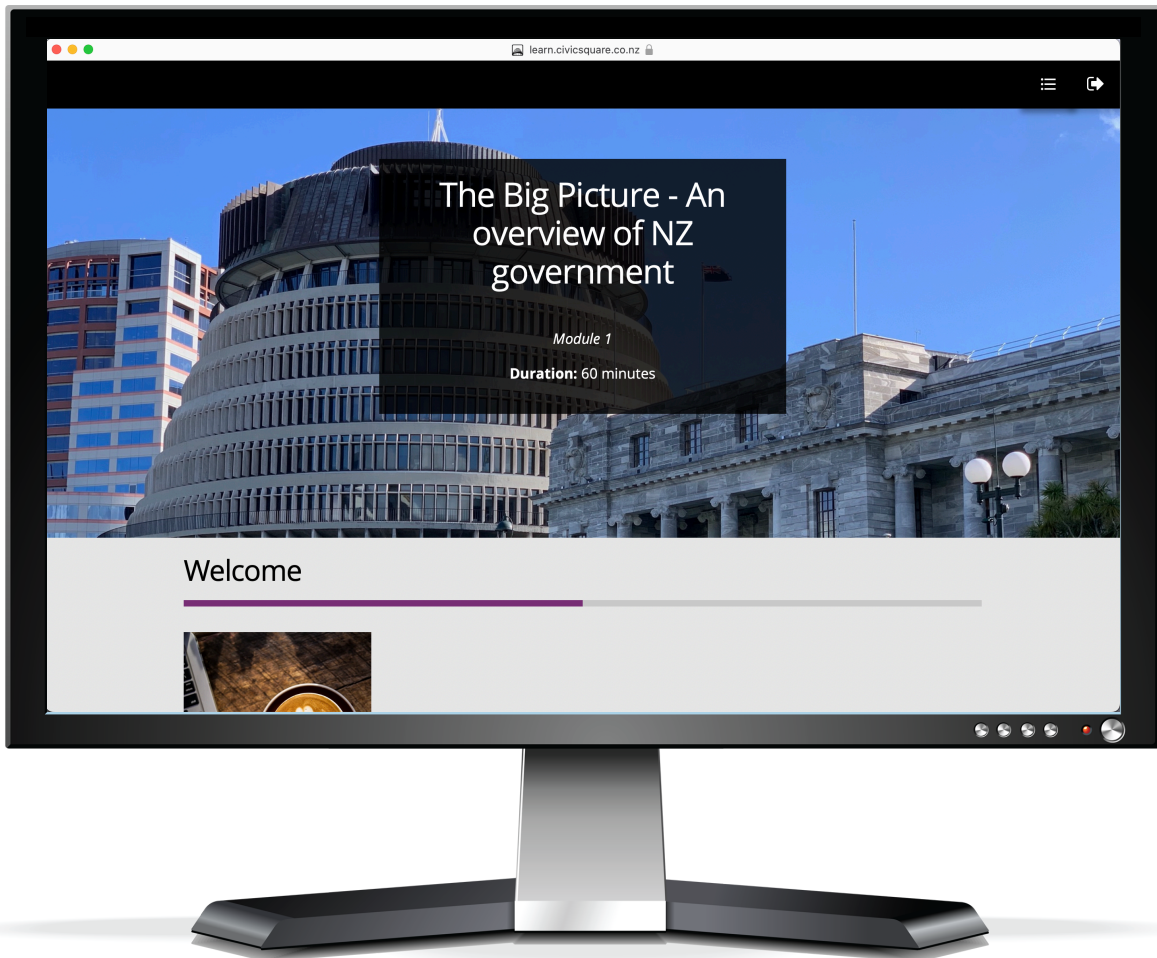 learn.civicsquare.co.nz
The Big Picture - An
overview of NZ
government
Module 1
Duration: 60 minutes
Welcome